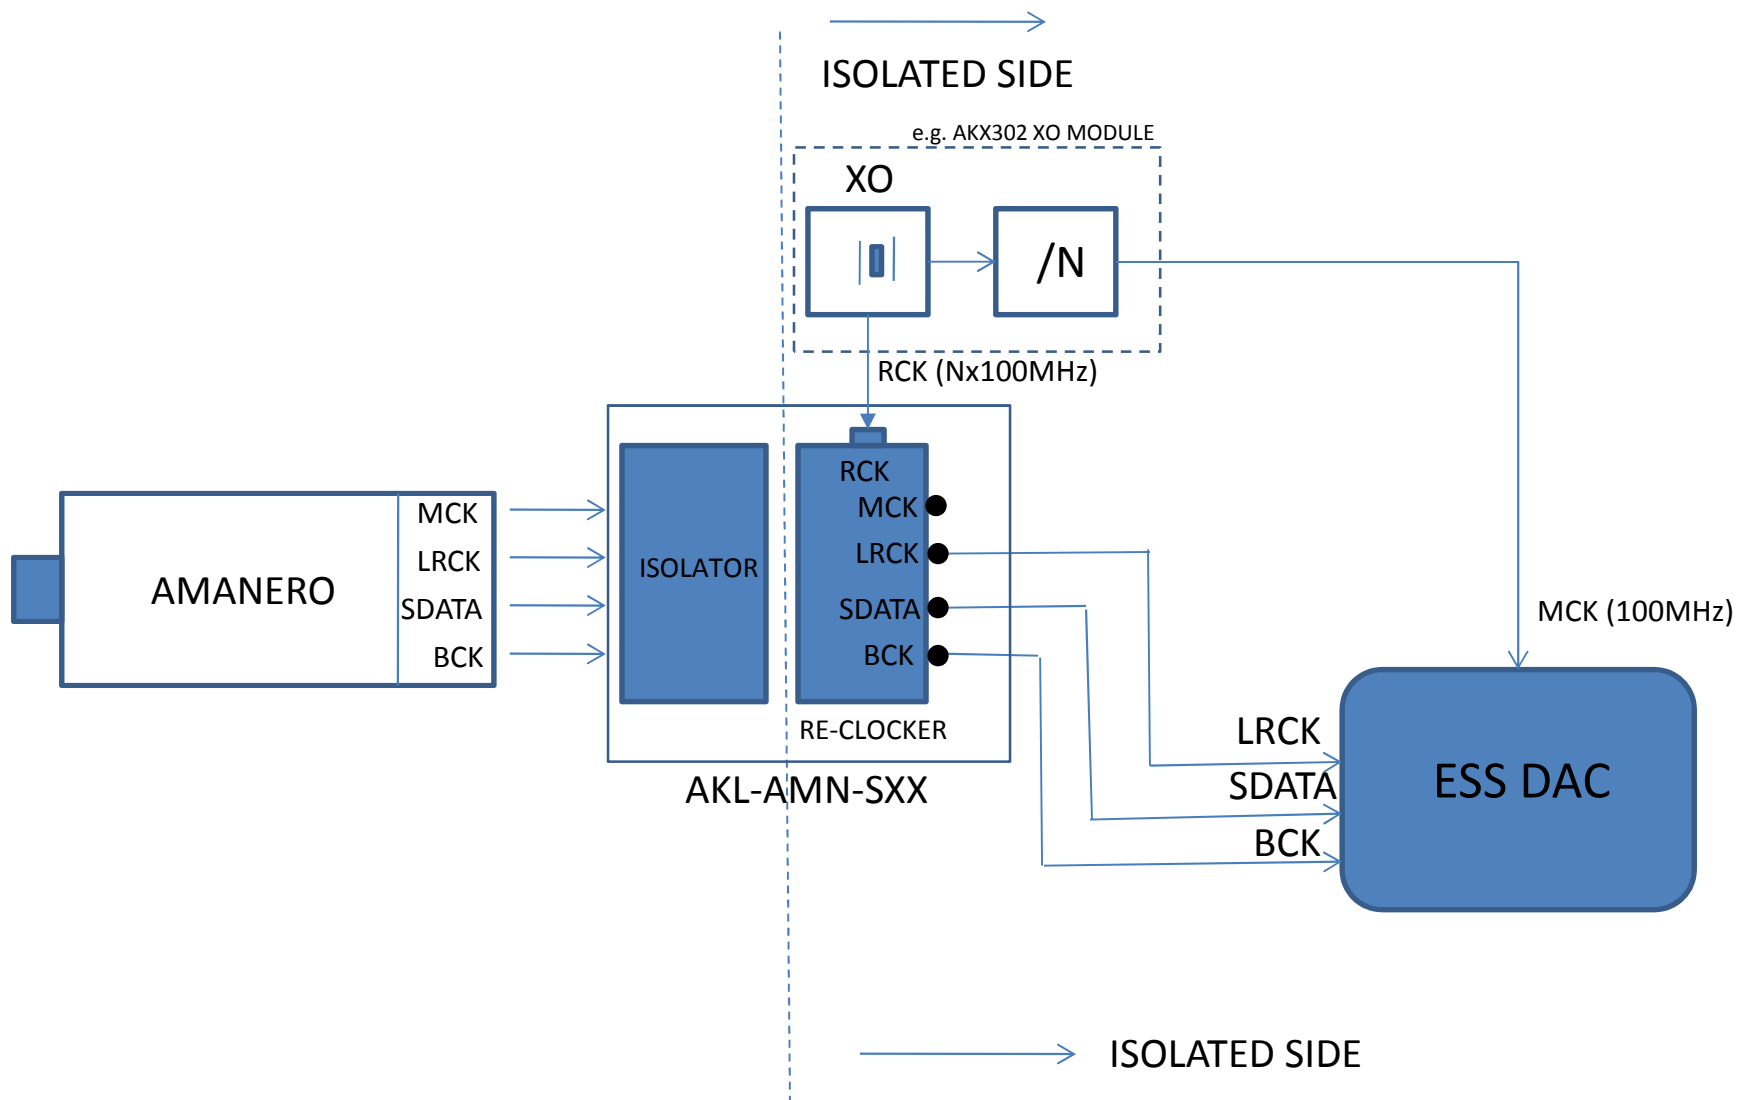 ISOLATED SIDE
e.g. AKX302 XO MODULE
XO
/N
RCK (Nx100MHz)
RCK
MCK
LRCK
SDATA
BCK
ISOLATOR
RE-CLOCKER
AKL-AMN-SXX
AMANERO
MCK
LRCK
SDATA
BCK
MCK (100MHz)
LRCK
SDATA
BCK
ESS DAC
ISOLATED SIDE